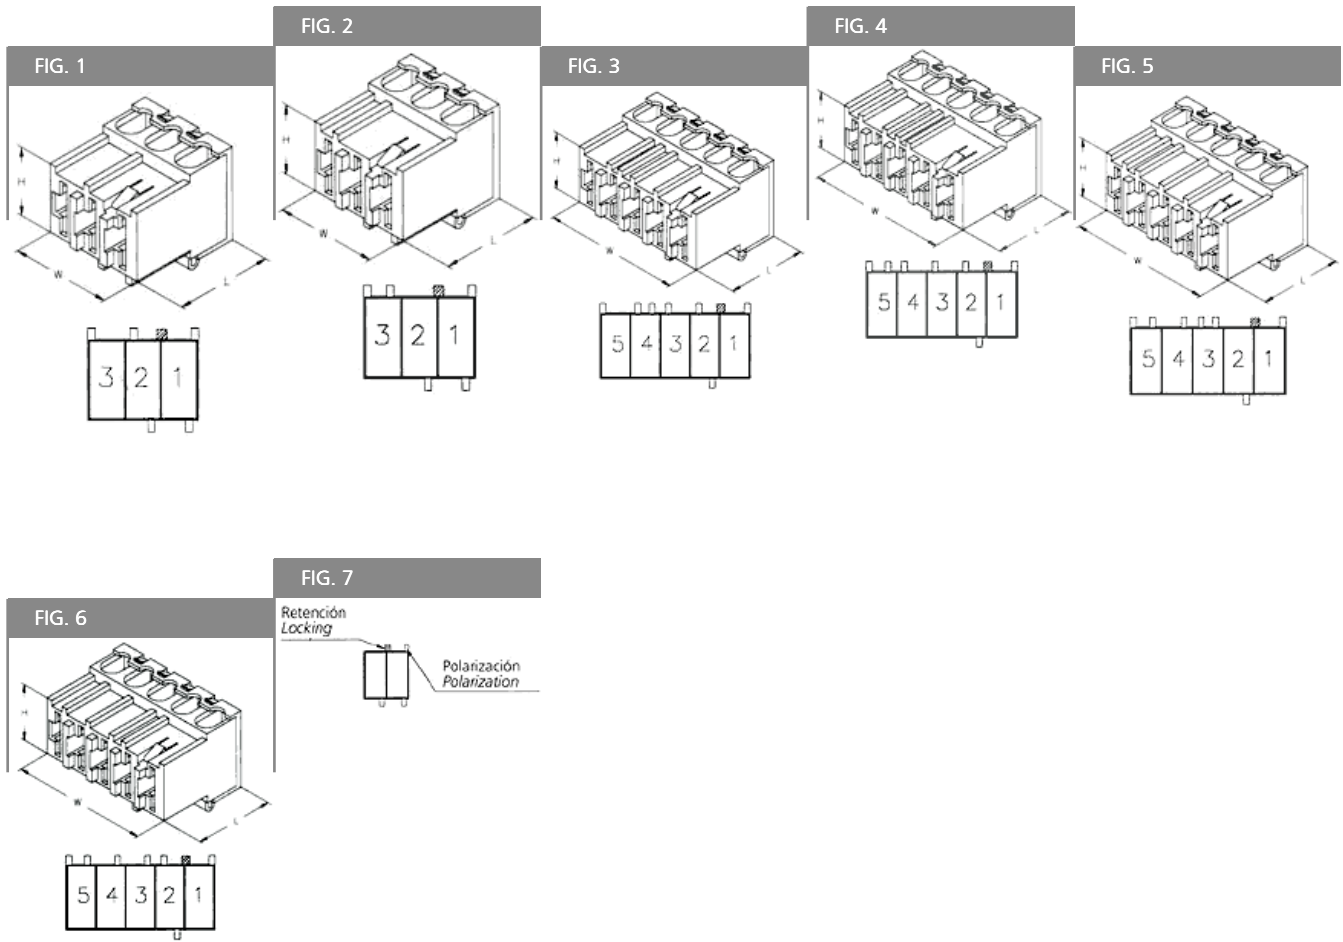 FIG. 1
H
W
L
3 2 1
FIG. 2
H
W
L
3 2 1
FIG. 3
H
W
L
5 4 3 2 1
FIG. 4
H
W
L
5 4 3 2 1
FIG. 5
H
W
L
5 4 3 2 1
FIG. 6
H
W
L
5 4 3 2 1
FIG. 7
Retención
Locking
Polarización
Polarization